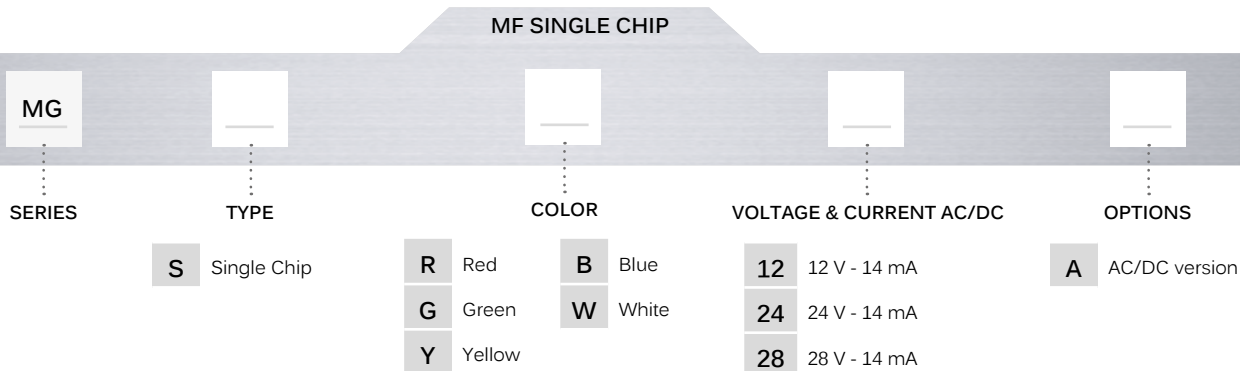 MF SINGLE CHIP
MG
SERIES
TYPE
COLOR
VOLTAGE & CURRENT AC/DC
OPTIONS
S Single Chip
R Red
G Green
Y Yellow
B Blue
W White
12 12 V - 14 mA
24 24 V - 14 mA
28 28 V - 14 mA
A AC/DC version